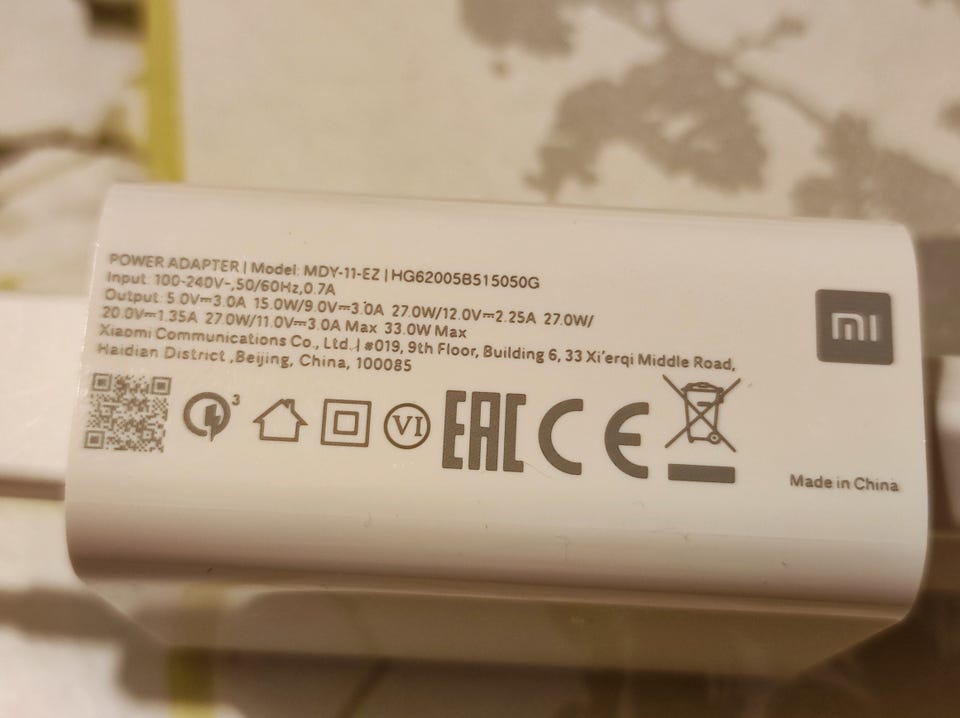 POWER ADAPTER | Model: MDY-11-EZ | HG62005B515050G
Input: 100-240V~,50/60Hz,0.7A
Output: 5.0V⎓3.0A 15.0W/9.0V⎓3.0A 27.0W/12.0V⎓2.25A 27.0W/
20.0V⎓1.35A 27.0W/11.0V⎓3.0A Max 33.0W Max
Xiaomi Communications Co., Ltd. | #019, 9th Floor, Building 6, 33 Xi'erqi Middle Road,
Haidian District ,Beijing, China, 100085
mi
3
VI
EAC
CE
Made in China